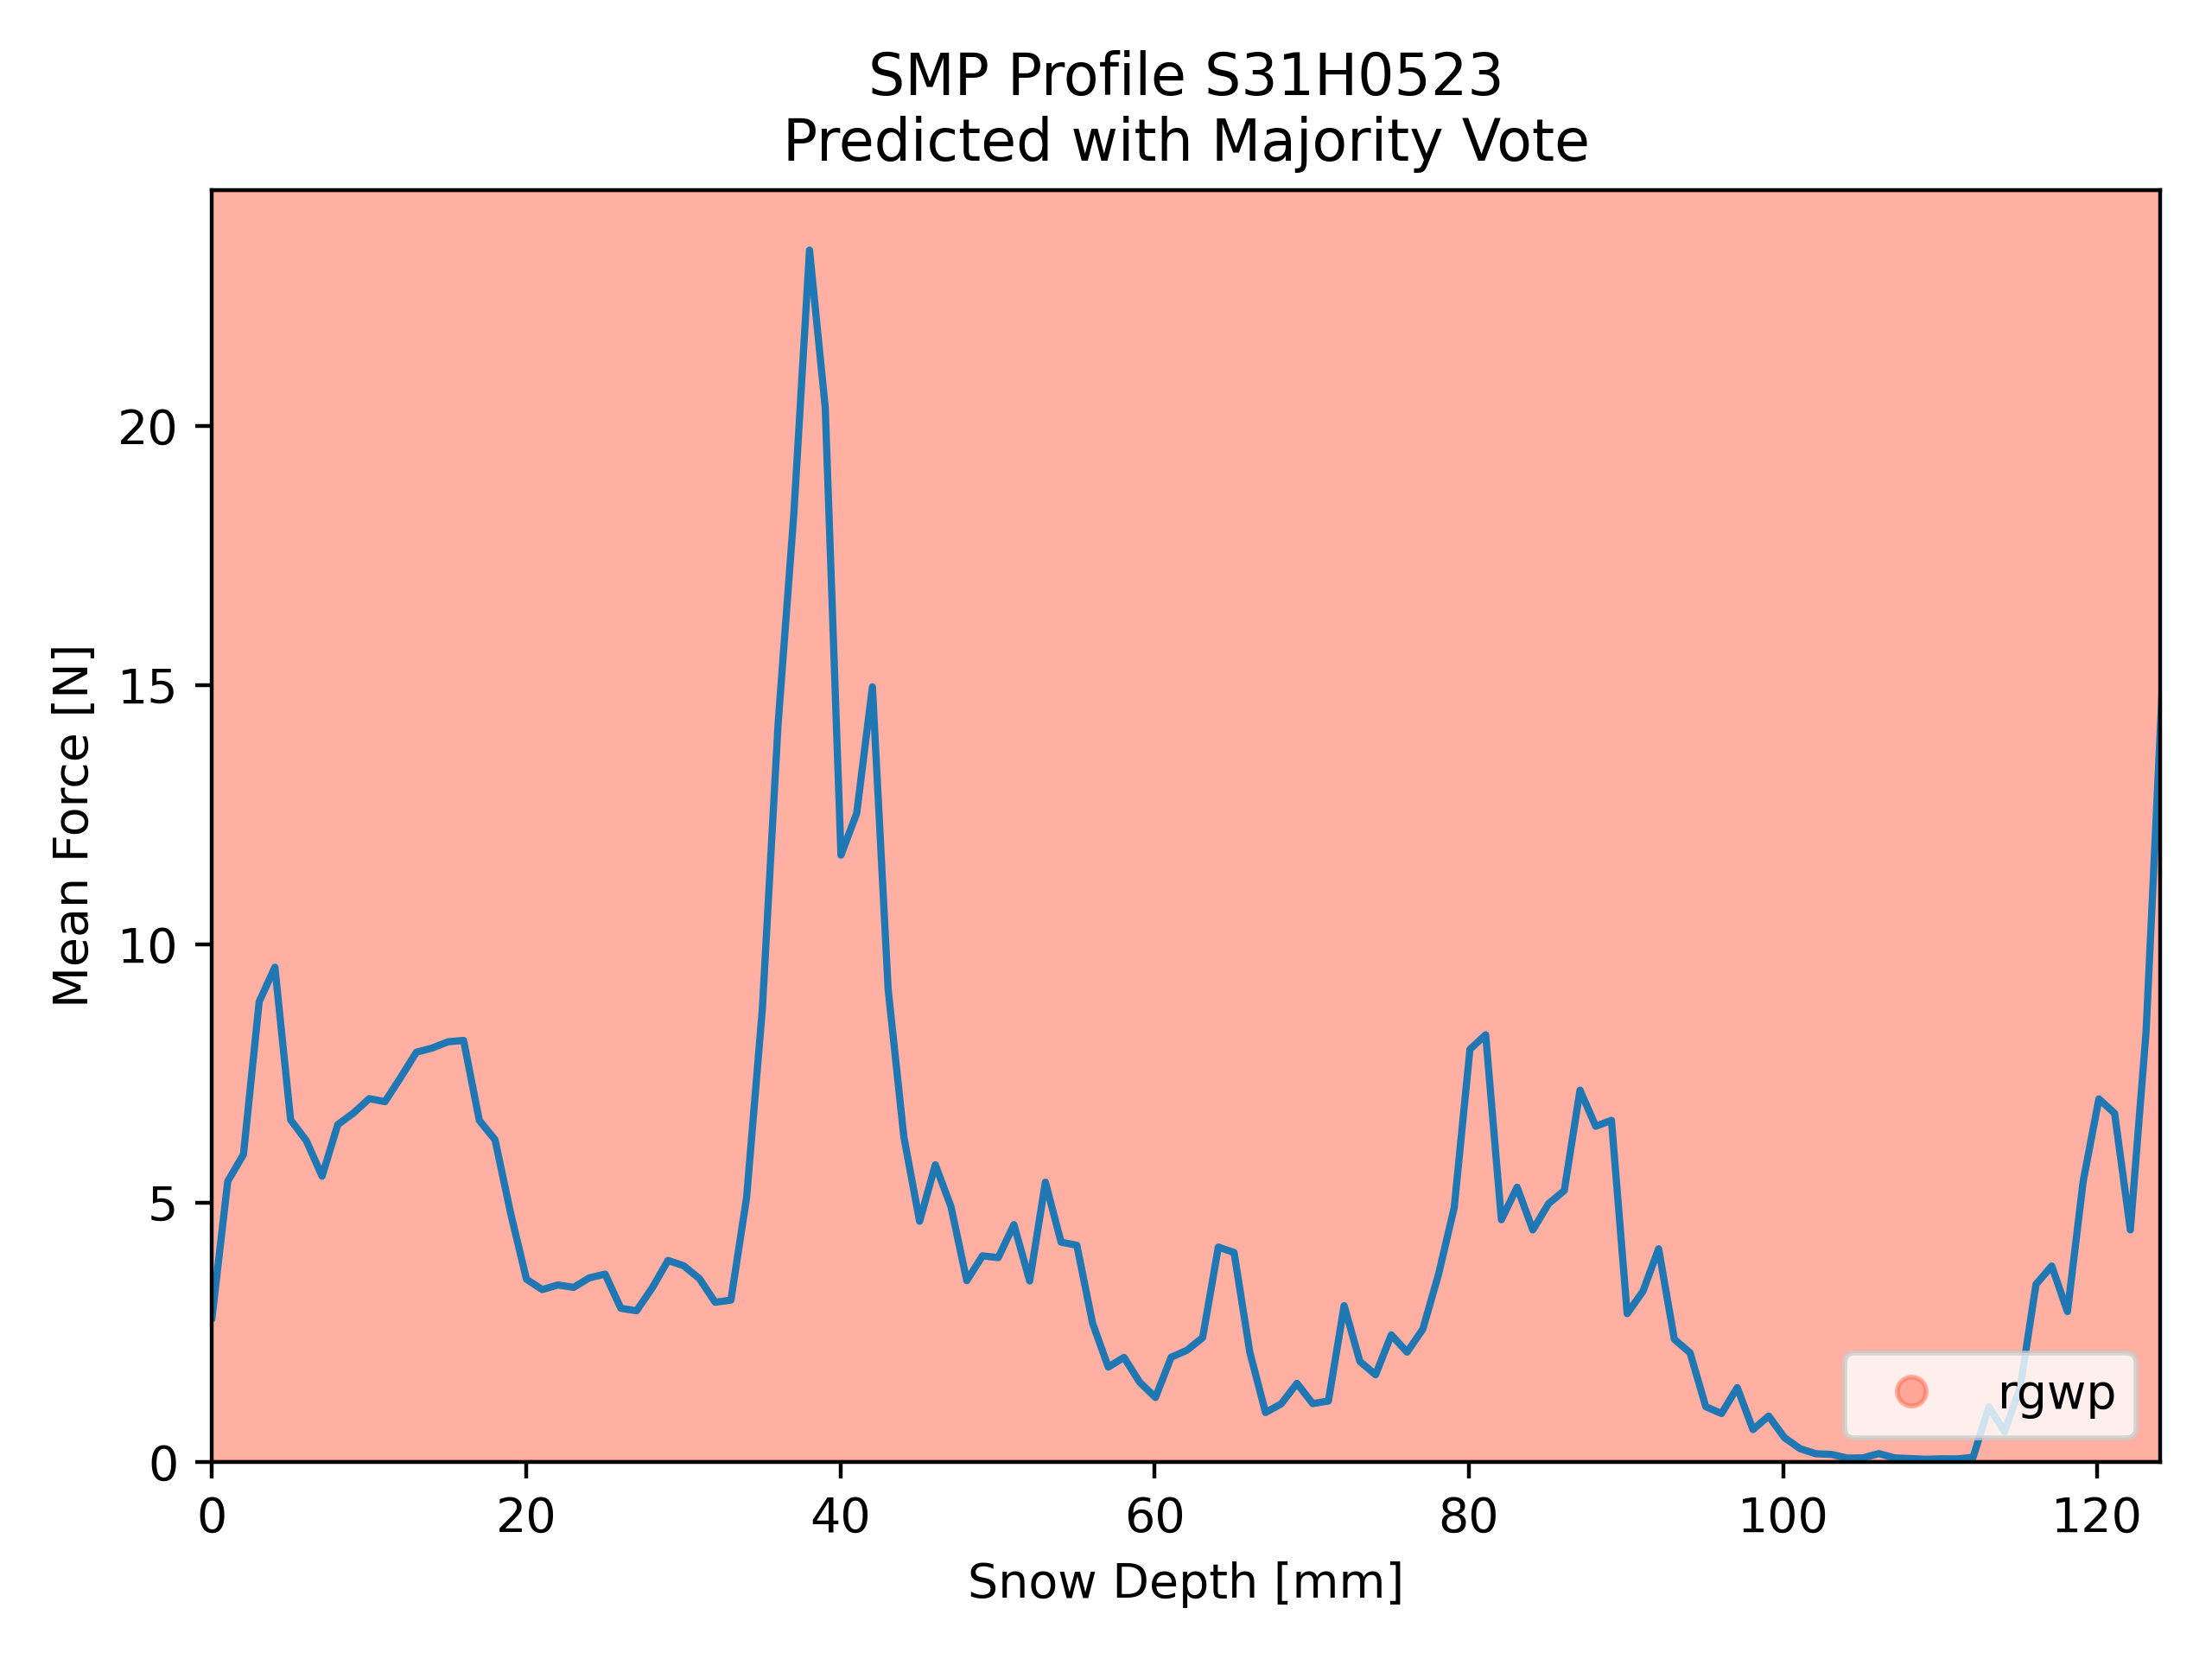 SMP Profile S31H0523
Predicted with Majority Vote
Mean Force [N]
20
15
10
5
0
0 20 40 60 80 100 120
Snow Depth [mm]
rgwp